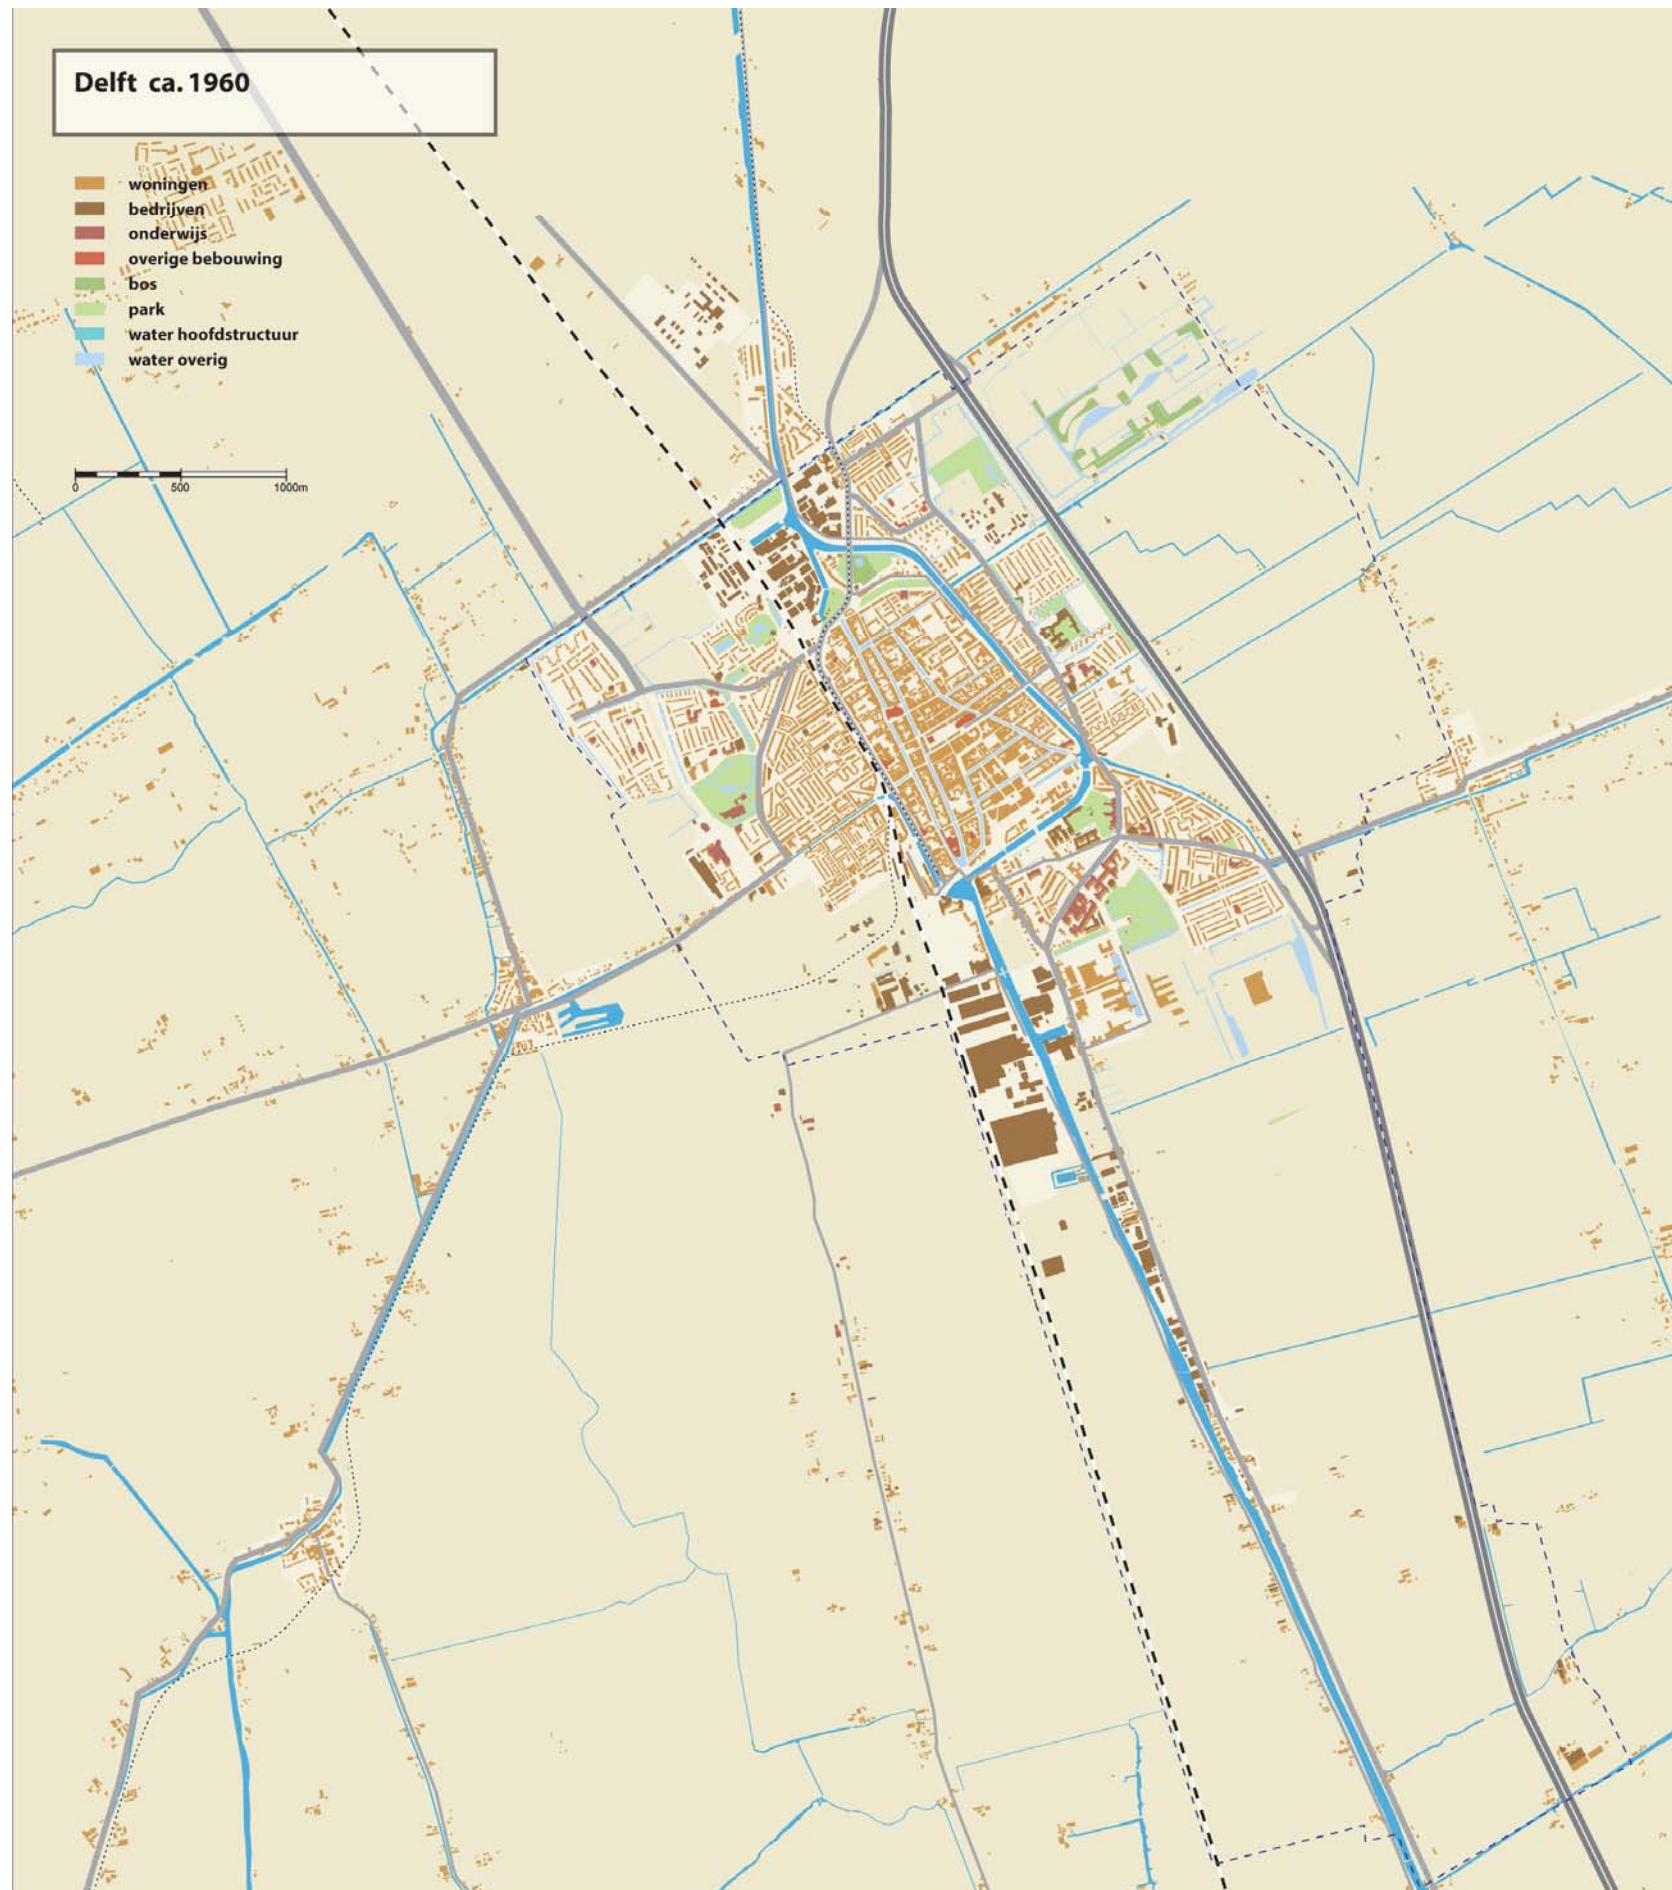 Delft ca. 1960
woningen
bedrijven
onderwijs
overige bebouwing
bos
park
water hoofdstructuur
water overig
0 500 1000m